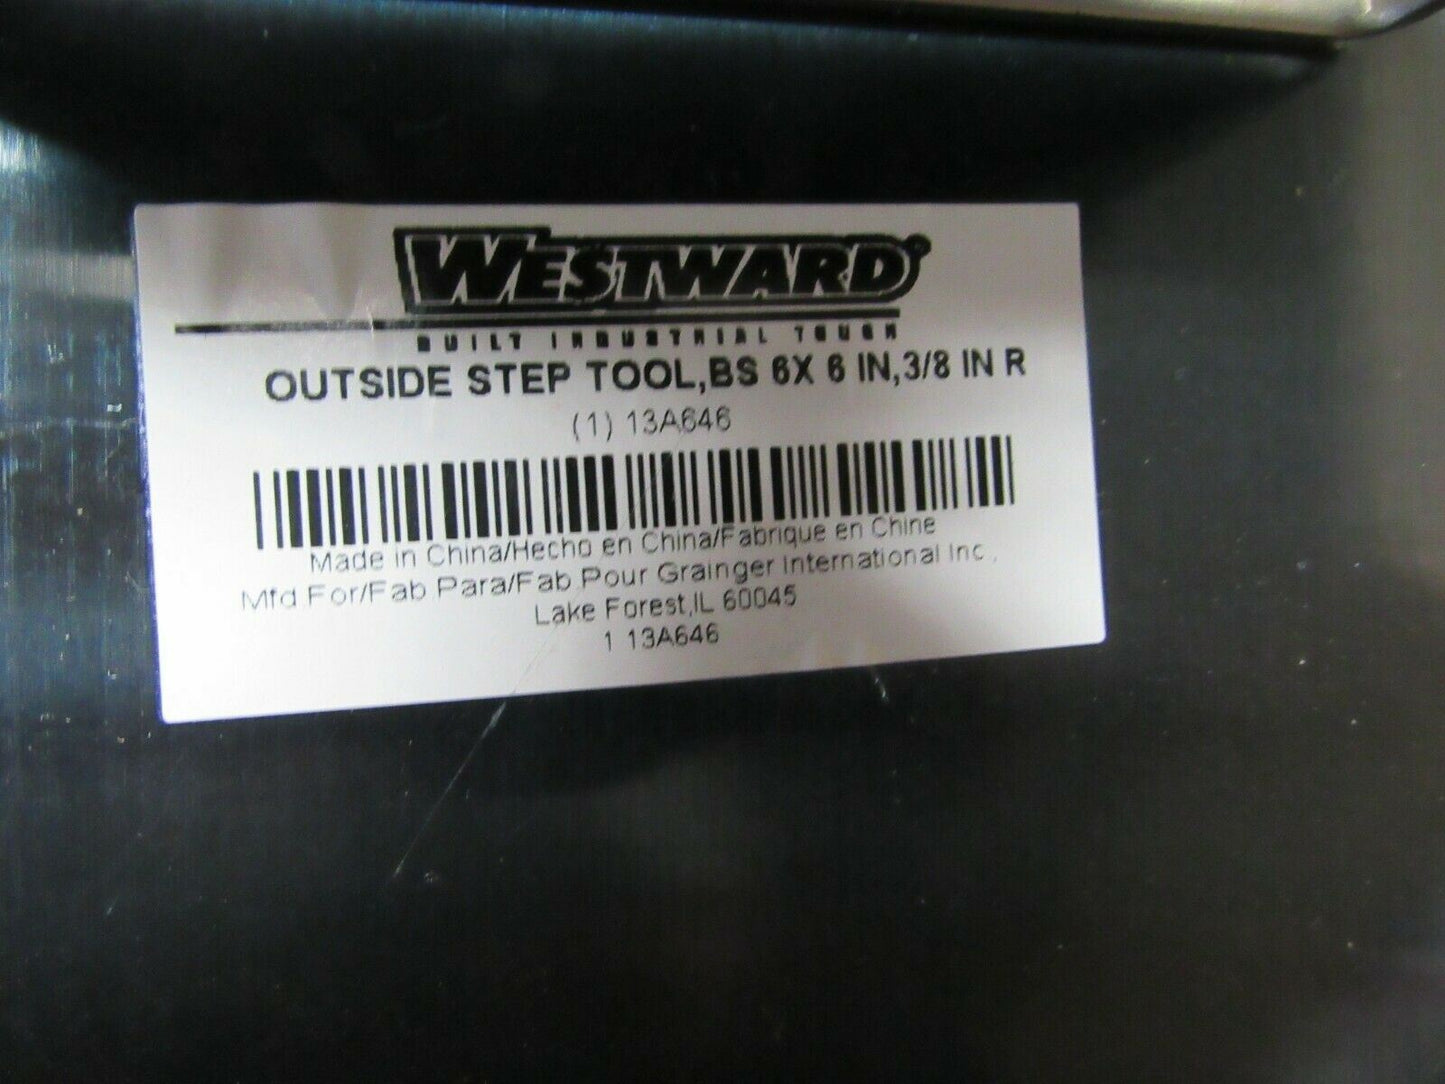 WESTWARD®
BUILT INDUSTRIAL TOUGH
OUTSIDE STEP TOOL,BS 6X 6 IN,3/8 IN R
(1) 13A646
Made in China/Hecho en China/Fabrique en Chine
Mfd For/Fab Para/Fab Pour Grainger International Inc.,
Lake Forest,IL 60045
1 13A646